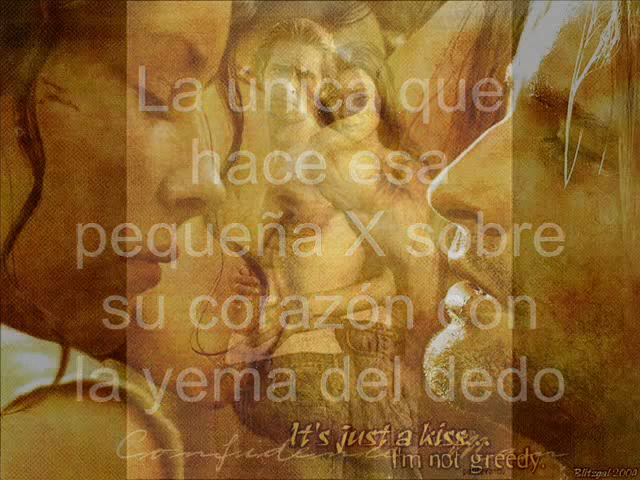 La única que
hace esa
pequeña X sobre
su corazón con
la yema del dedo
It's just a kiss...
I'm not greedy.
Blitzgal 2004